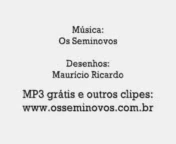 Música:
Os Seminovos
Desenhos:
Maurício Ricardo
MP3 grátis e outros clipes:
www.osseminovos.com.br